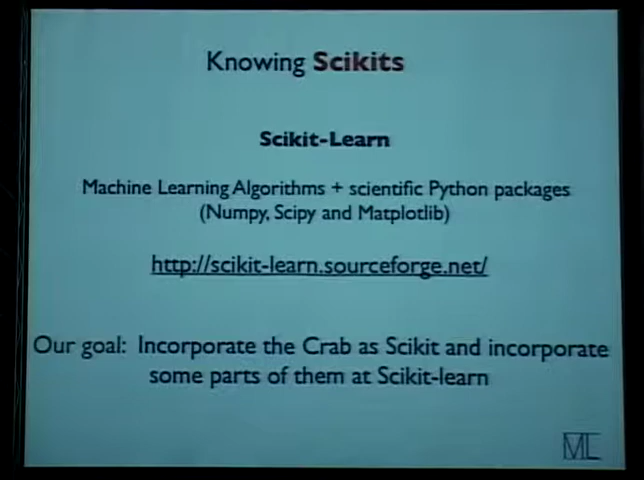 Knowing Scikits
Scikit-Learn
Machine Learning Algorithms + scientific Python packages
(Numpy, Scipy and Matplotlib)
http://scikit-learn.sourceforge.net/
Our goal: Incorporate the Crab as Scikit and incorporate
some parts of them at Scikit-learn
ML